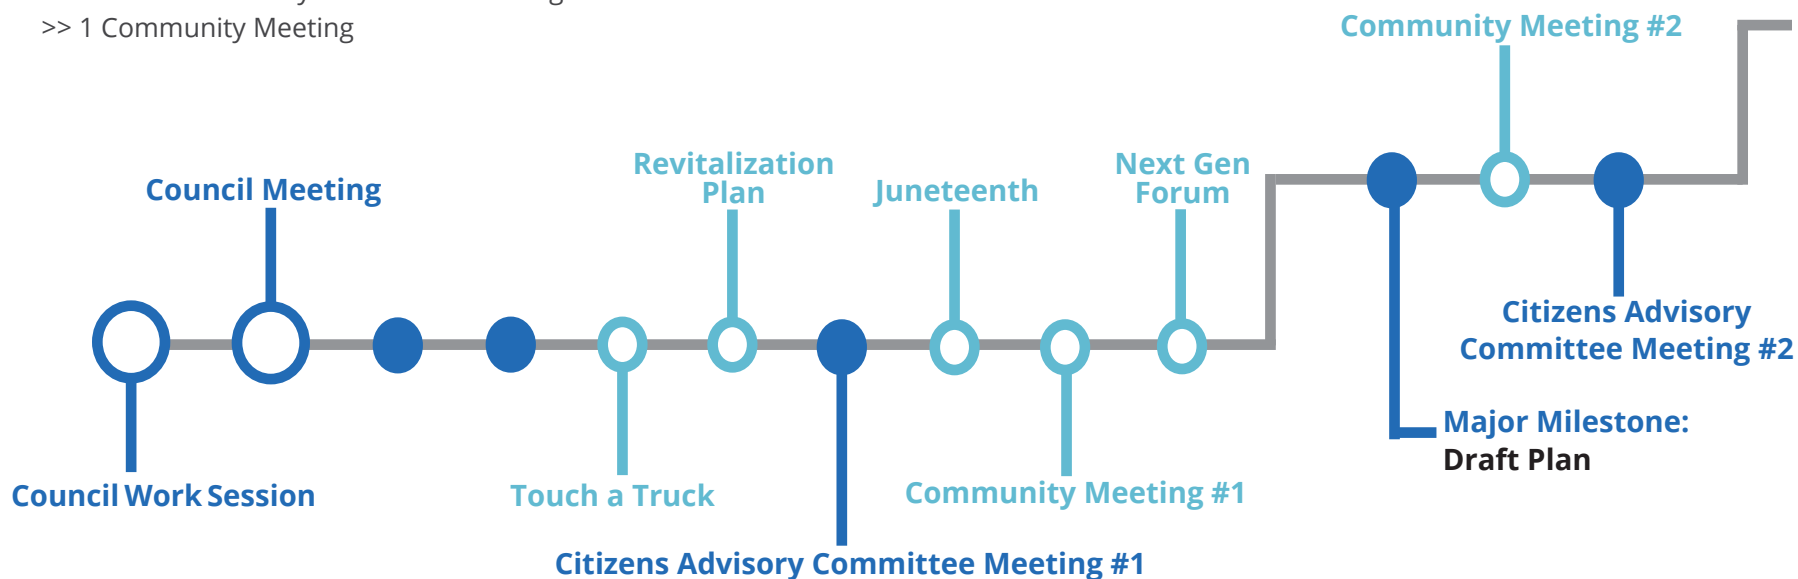 >> 1 Community Meeting
Community Meeting #2
Revitalization
Plan
Next Gen
Forum
Council Meeting
Juneteenth
Citizens Advisory
Committee Meeting #2
Major Milestone:
Draft Plan
Council Work Session
Touch a Truck
Community Meeting #1
Citizens Advisory Committee Meeting #1